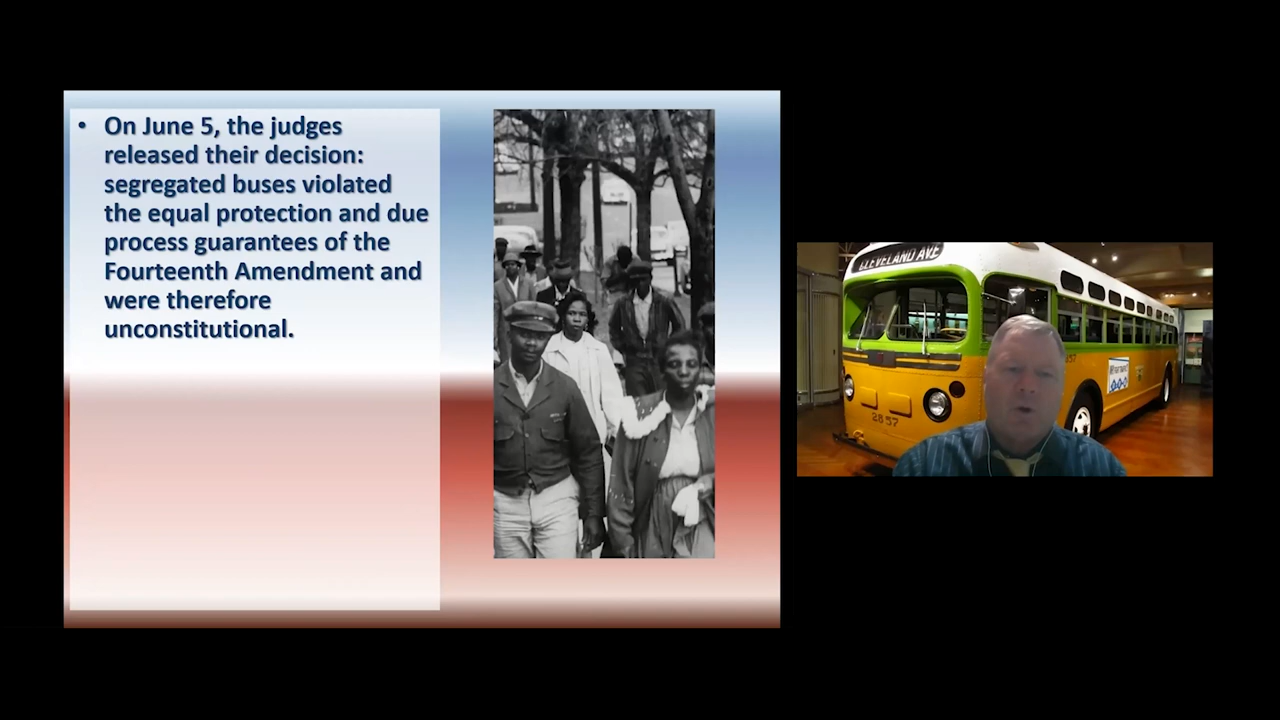 • On June 5, the judges
released their decision:
segregated buses violated
the equal protection and due
process guarantees of the
Fourteenth Amendment and
were therefore
unconstitutional.
CLEVELAND AVE
2857